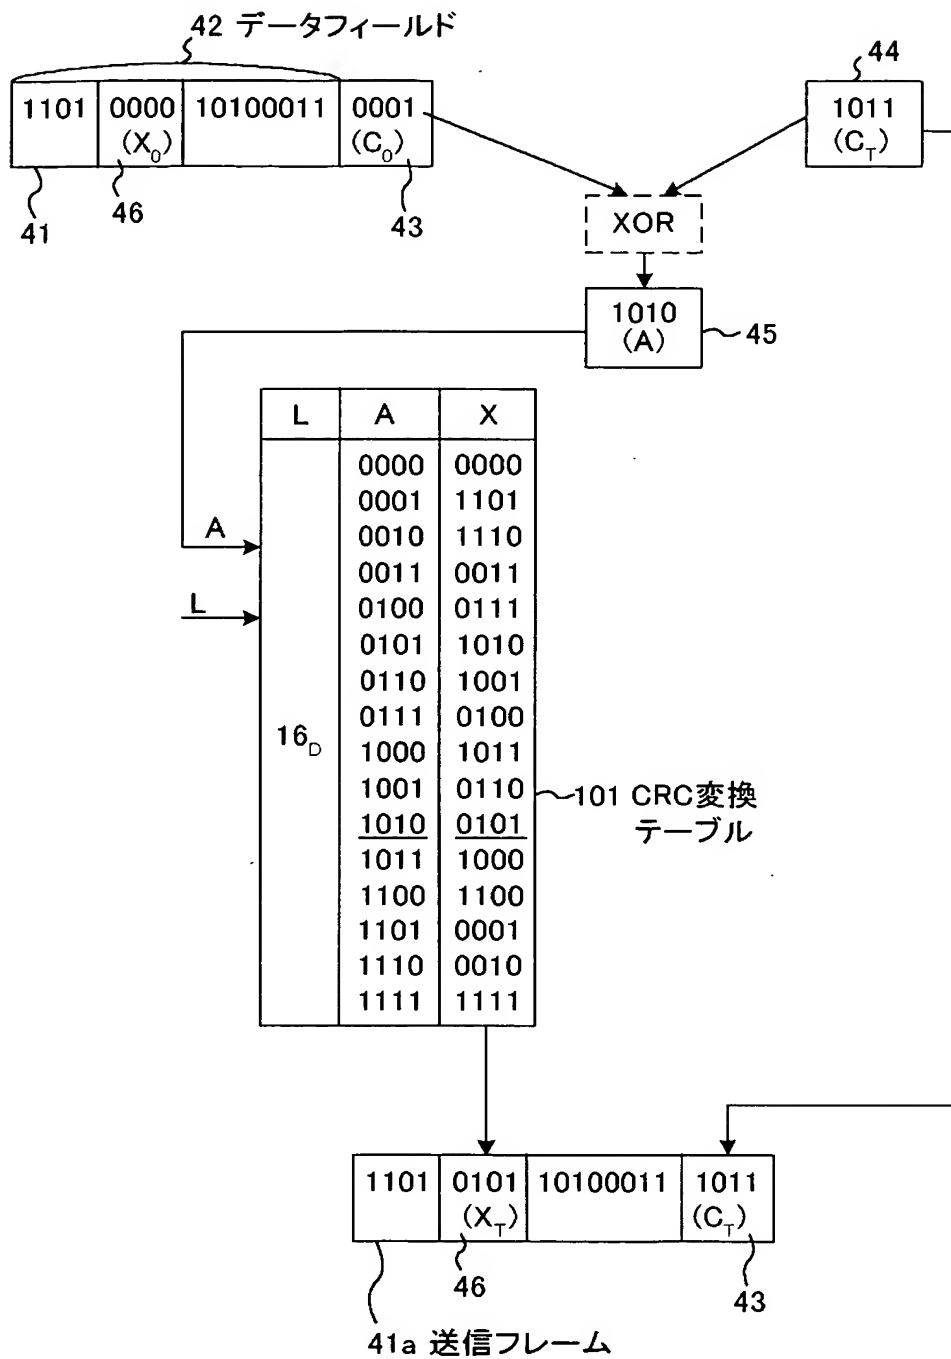 42 データフィールド
44
1101 0000 10100011 0001
(X₀) (C₀)
1011
(C_T)
41 46 43
XOR
1010
(A)
45
L A X
0000 0000
0001 1101
0010 1110
0011 0011
0100 0111
0101 1010
0110 1001
0111 0100
1000 1011
1001 0110
1010 0101
1011 1000
1100 1100
1101 0001
1110 0010
1111 1111
16_D
A
L
101 CRC変換
テーブル
1101 0101 10100011 1011
(X_T) (C_T)
46 43
41a 送信フレーム